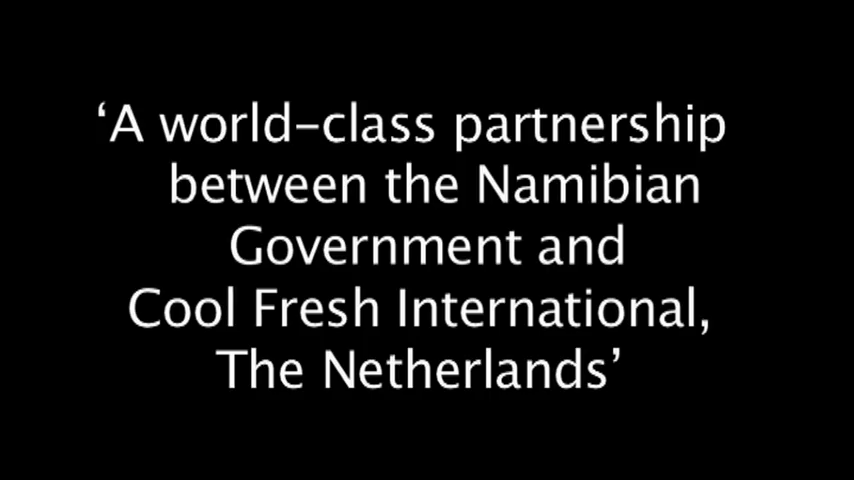 ‘A world-class partnership
between the Namibian
Government and
Cool Fresh International,
The Netherlands’